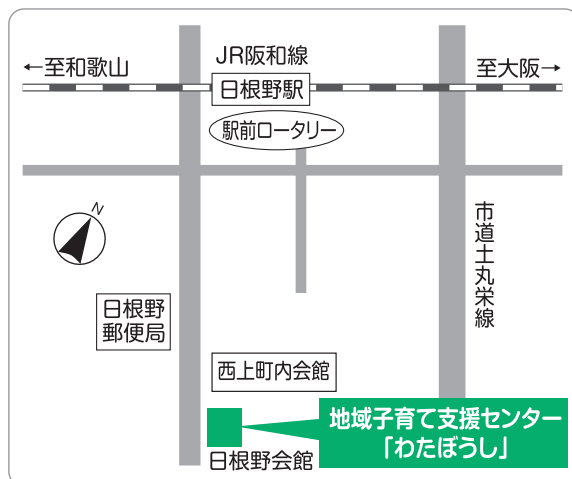 JR阪和線
←至和歌山
至大阪→
日根野駅
駅前ロータリー
N
市道土丸栄線
日根野
郵便局
西上町内会館
地域子育て支援センター
「わたぼうし」
日根野会館